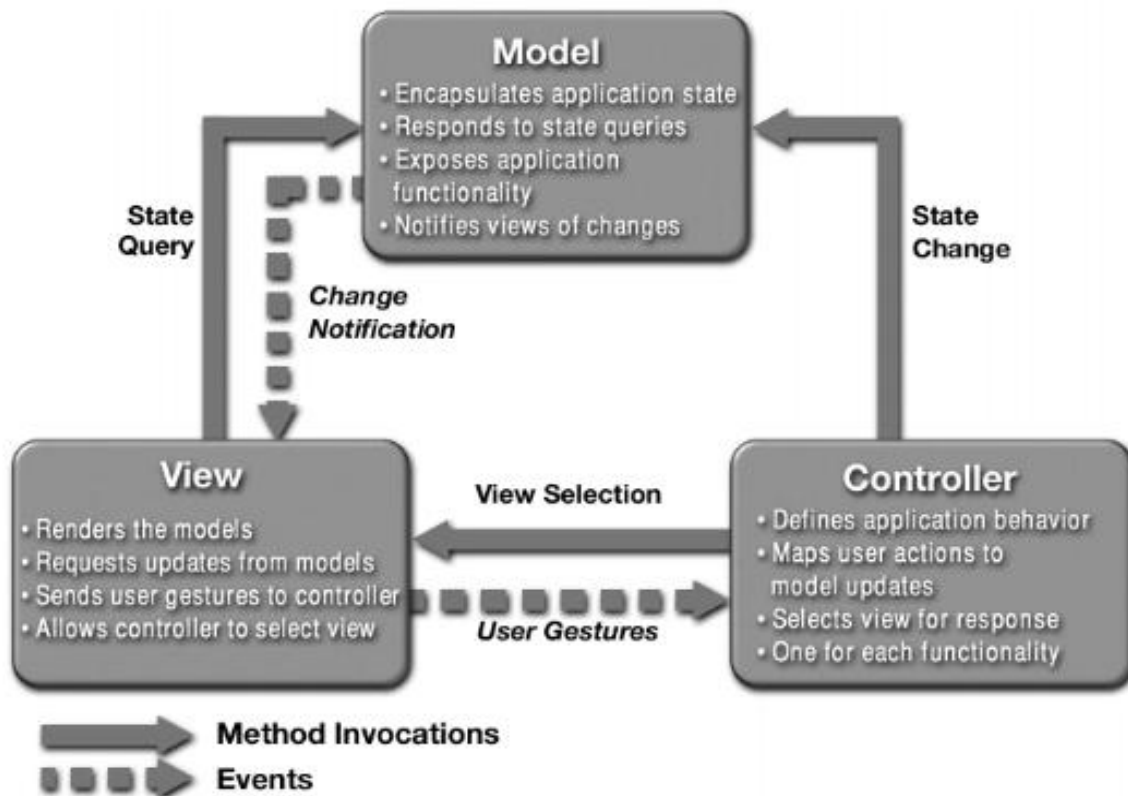 Model
• Encapsulates application state
• Responds to state queries
• Exposes application
functionality
• Notifies views of changes
State
Query
State
Change
Change
Notification
View
• Renders the models
• Requests updates from models
• Sends user gestures to controller
• Allows controller to select view
View Selection
User Gestures
Controller
• Defines application behavior
• Maps user actions to
model updates
• Selects view for response
• One for each functionality
Method Invocations
Events